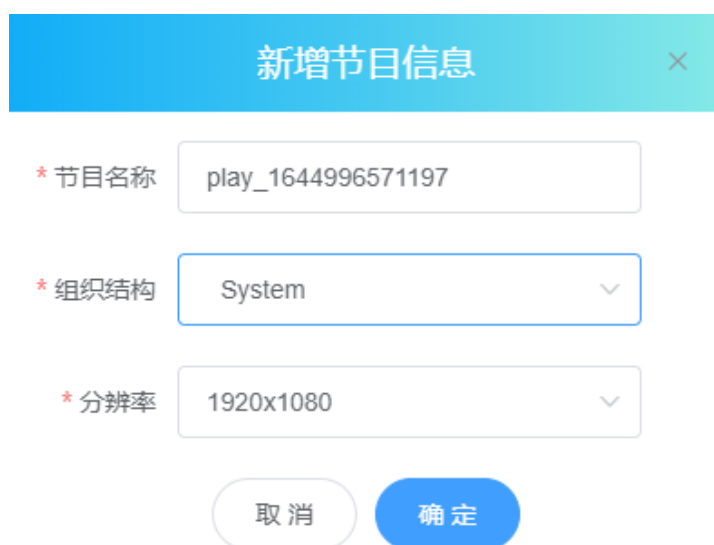 新增节目信息
* 节目名称 play_1644996571197
* 组织结构 System
* 分辨率 1920x1080
取消 确定